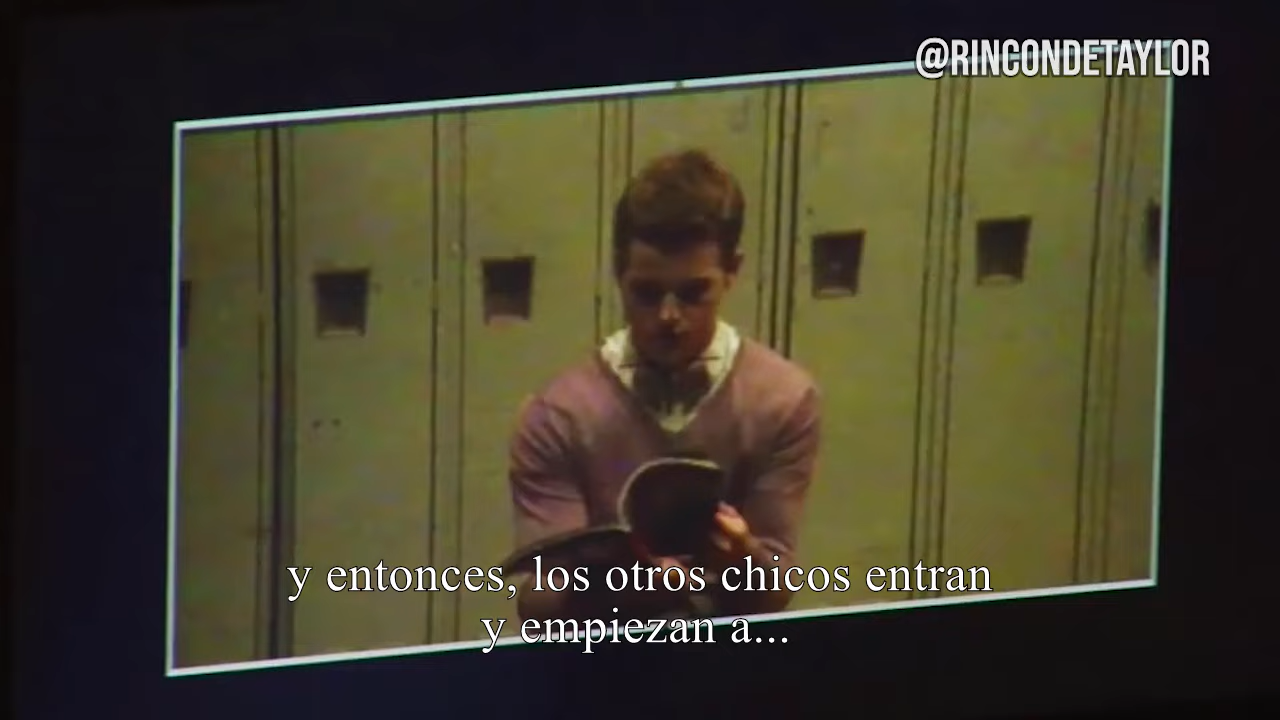 @RINCONDETAYLOR
y entonces, los otros chicos entran
y empiezan a...